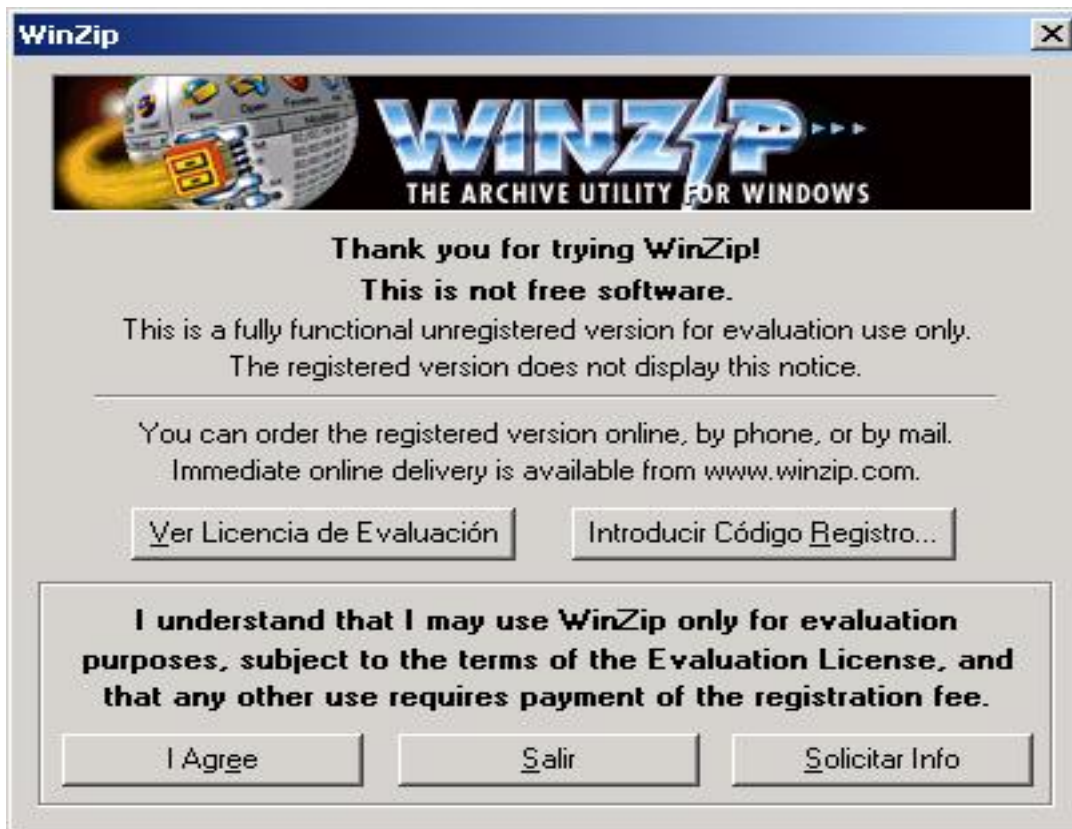 WinZip
WINZIP
THE ARCHIVE UTILITY FOR WINDOWS
Thank you for trying WinZip!
This is not free software.
This is a fully functional unregistered version for evaluation use only.
The registered version does not display this notice.
You can order the registered version online, by phone, or by mail.
Immediate online delivery is available from www.winzip.com.
Ver Licencia de Evaluación
Introducir Código Registro...
I understand that I may use WinZip only for evaluation
purposes, subject to the terms of the Evaluation License, and
that any other use requires payment of the registration fee.
I Agree
Salir
Solicitar Info